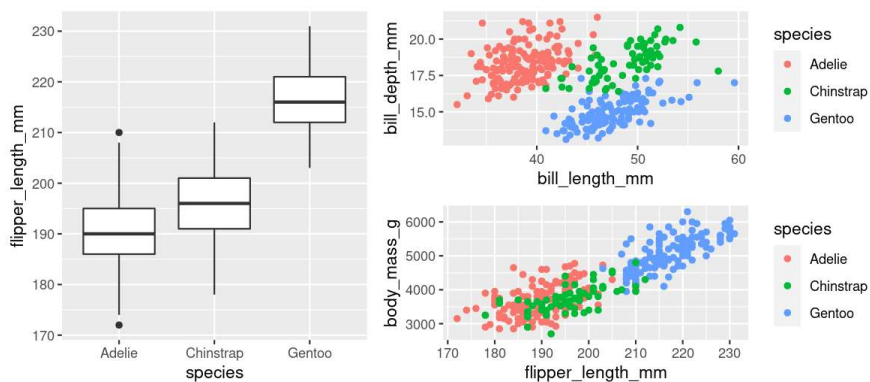 flipper_length_mm
230
220
210
200
190
180
170
Adelie Chinstrap Gentoo
species
bill_depth_mm
20.0
17.5
15.0
40 50 60
bill_length_mm
species
Adelie
Chinstrap
Gentoo
body_mass_g
6000
5000
4000
3000
170 180 190 200 210 220 230
flipper_length_mm
species
Adelie
Chinstrap
Gentoo